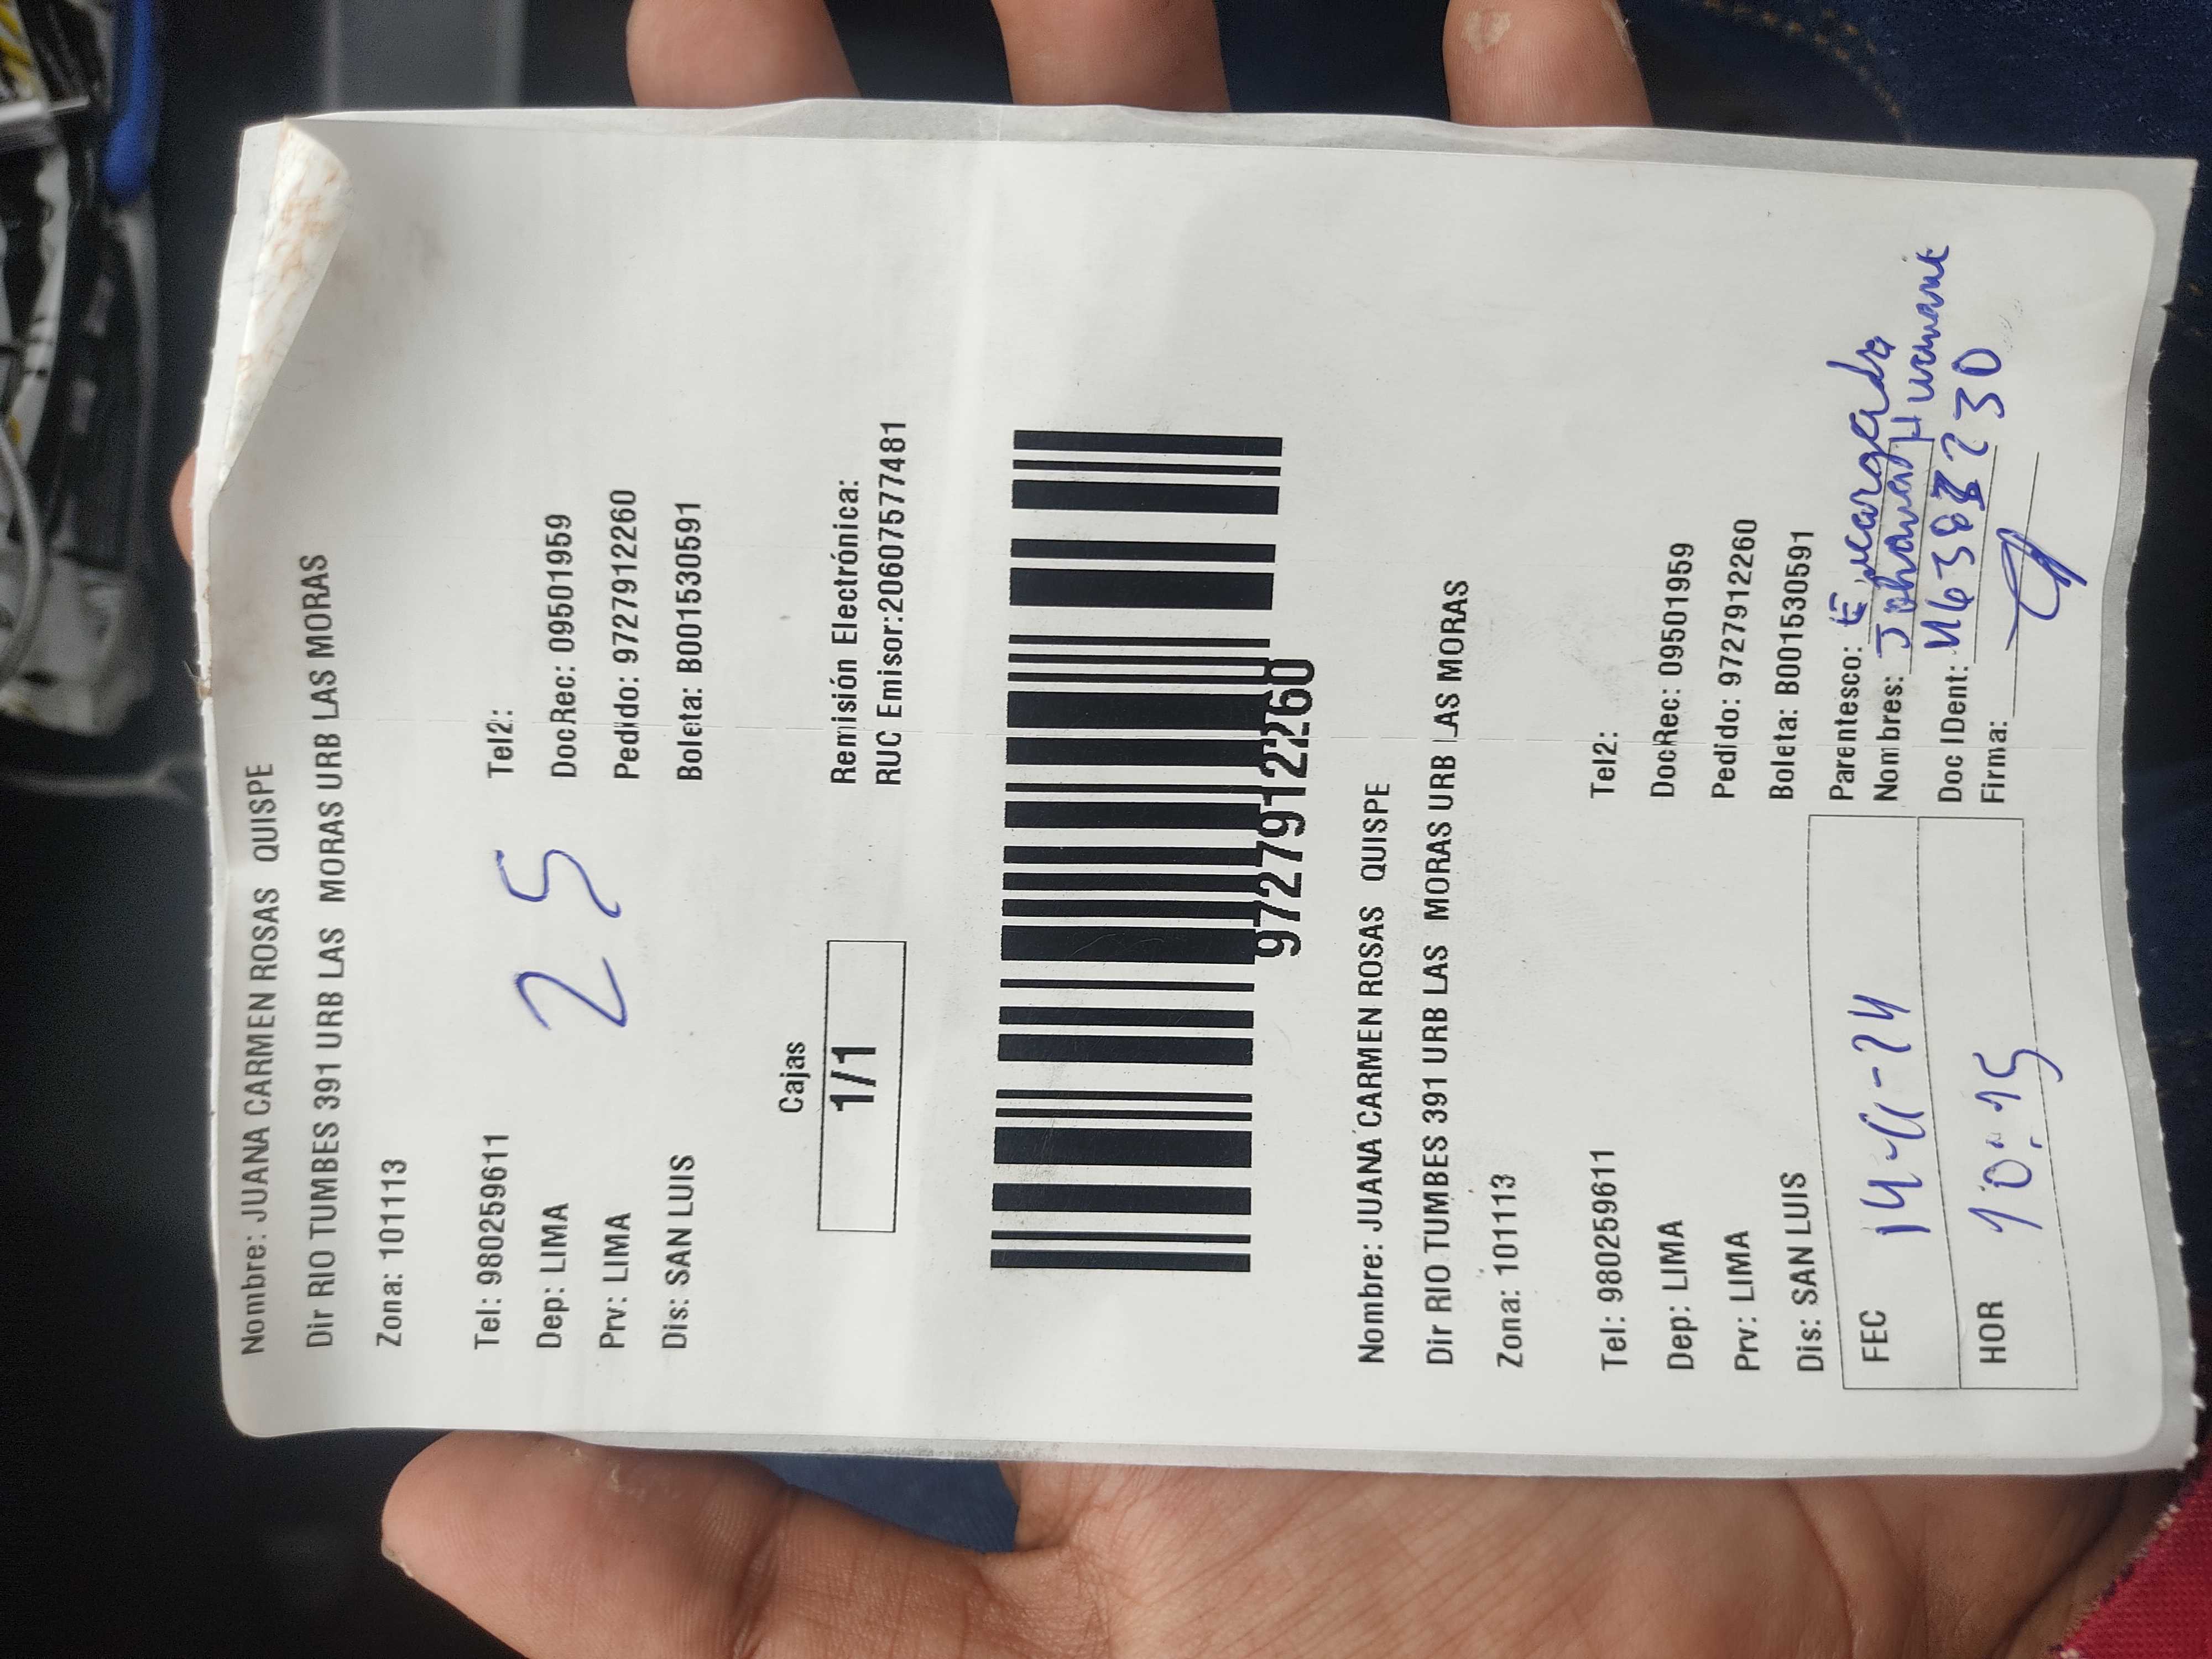 Nombre: JUANA CARMEN ROSAS QUISPE
Dir RIO TUMBES 391 URB LAS MORAS URB LAS MORAS
Zona: 101113
Tel: 980259611 Tel2:
Dep: LIMA DocRec: 09501959
Prv: LIMA Pedido: 9727912260
Dis: SAN LUIS Boleta: B001530591
25
Cajas
1/1
Remisión Electrónica:
RUC Emisor:20607577481
9727912260
Nombre: JUANA CARMEN ROSAS QUISPE
Dir RIO TUMBES 391 URB LAS MORAS URB LAS MORAS
Zona: 101113
Tel: 980259611 Tel2:
Dep: LIMA DocRec: 09501959
Prv: LIMA Pedido: 9727912260
Dis: SAN LUIS Boleta: B001530591
FEC
HOR 10:15
Parentesco: Encargada
Nombres: Johana Huamani
Doc IDent:
Firma: